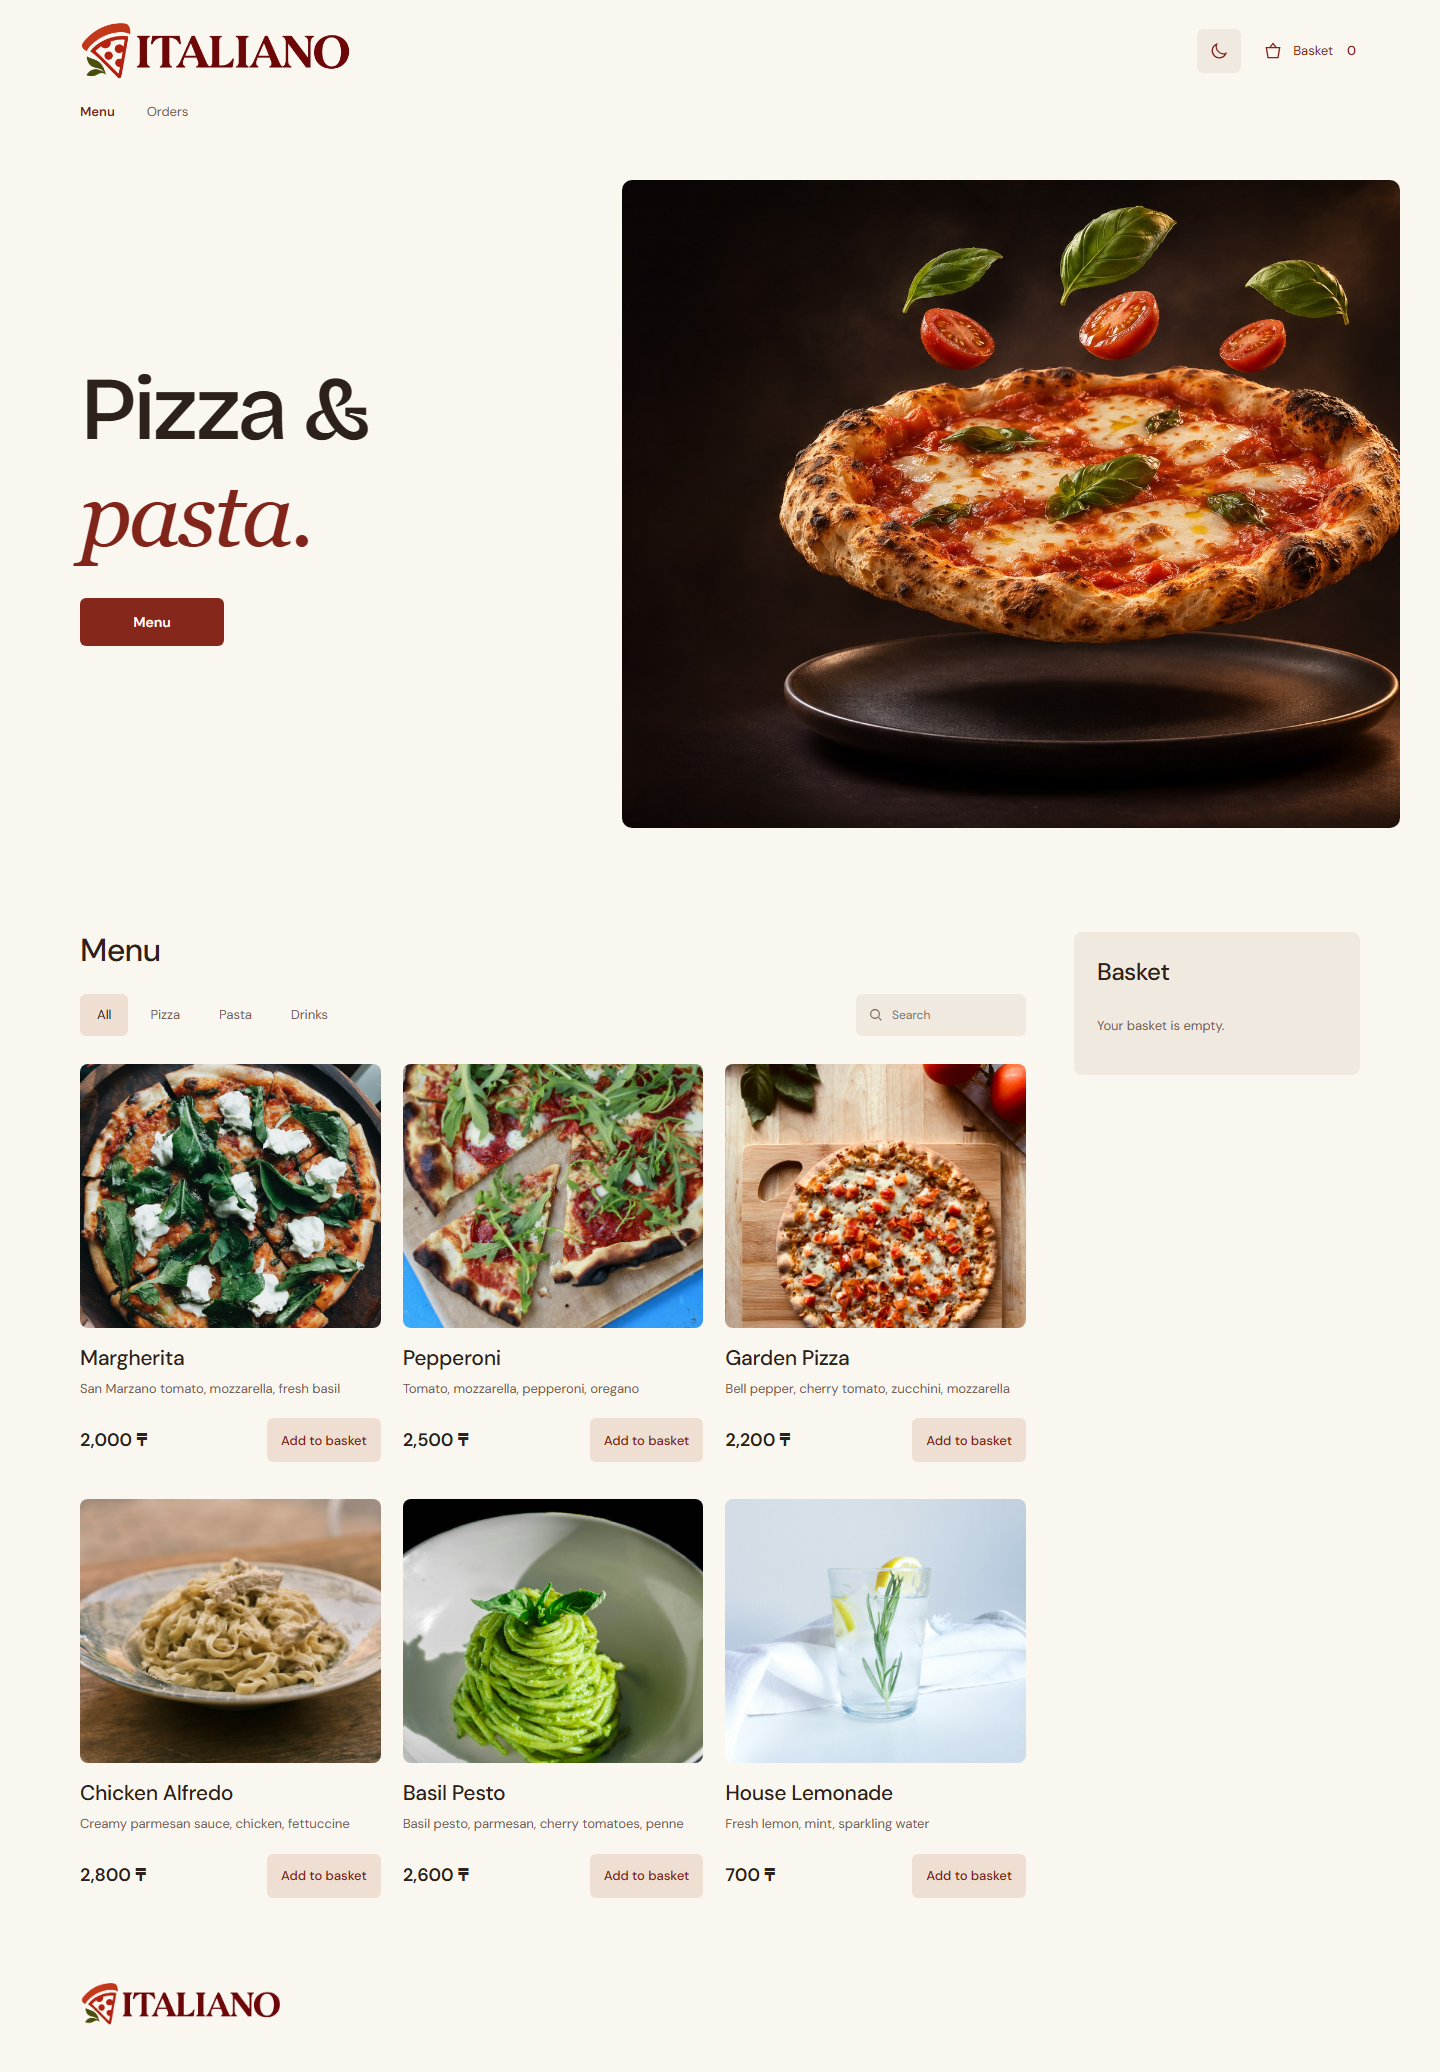 ITALIANO
Basket 0
Menu Orders
Pizza &
pasta.
Menu
Menu
Basket
All Pizza Pasta Drinks
Search
Your basket is empty.
Margherita
San Marzano tomato, mozzarella, fresh basil
2,000 ₸
Add to basket
Pepperoni
Tomato, mozzarella, pepperoni, oregano
2,500 ₸
Add to basket
Garden Pizza
Bell pepper, cherry tomato, zucchini, mozzarella
2,200 ₸
Add to basket
Chicken Alfredo
Creamy parmesan sauce, chicken, fettuccine
2,800 ₸
Add to basket
Basil Pesto
Basil pesto, parmesan, cherry tomatoes, penne
2,600 ₸
Add to basket
House Lemonade
Fresh lemon, mint, sparkling water
700 ₸
Add to basket
ITALIANO